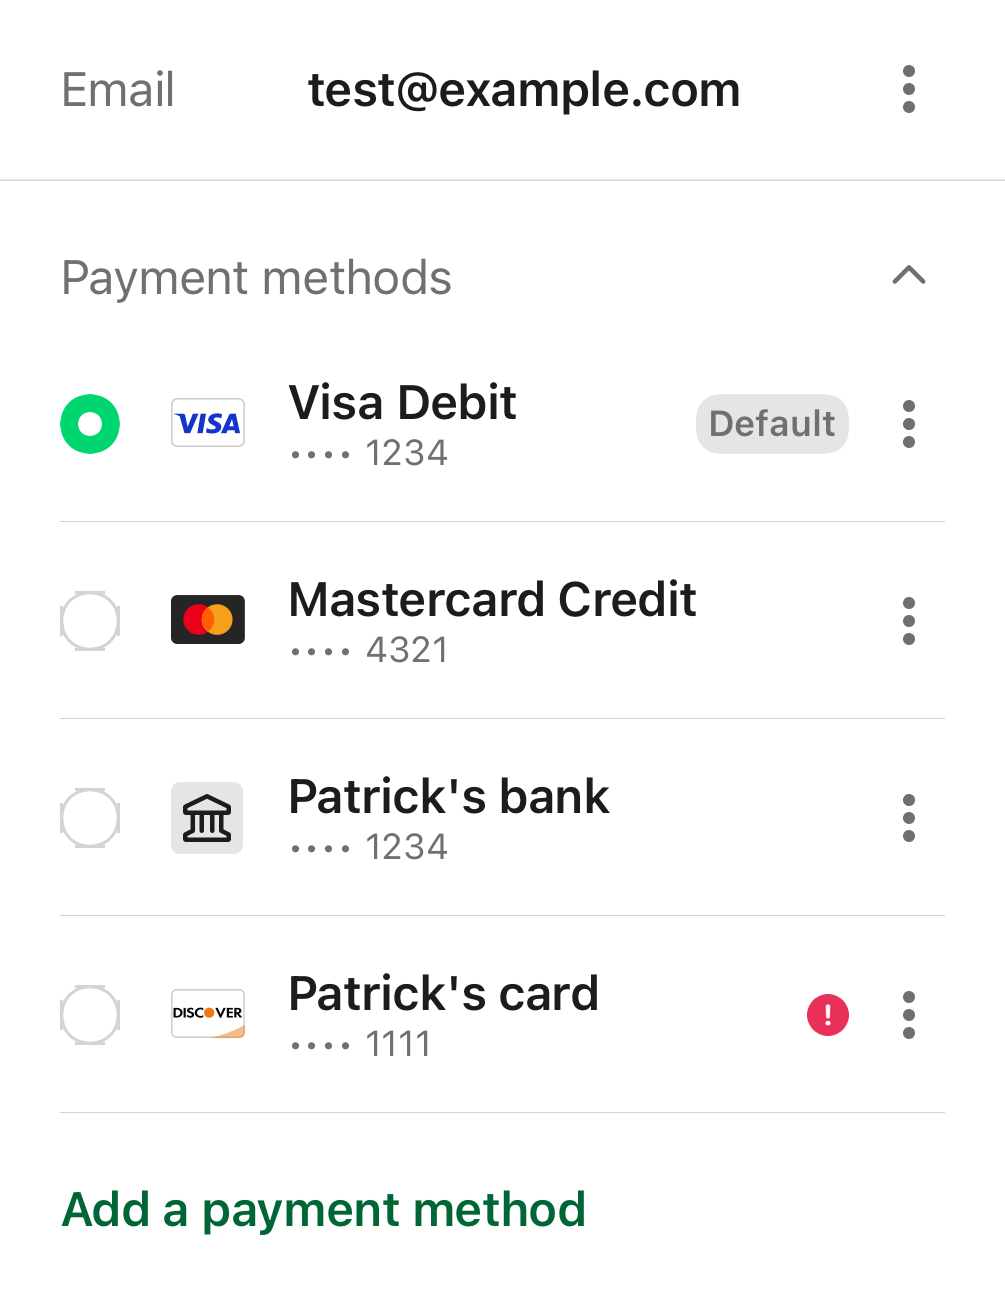 Email test@example.com
Payment methods
VISA Visa Debit Default
•••• 1234
Mastercard Credit
•••• 4321
Patrick's bank
•••• 1234
DISCOVER Patrick's card !
•••• 1111
Add a payment method